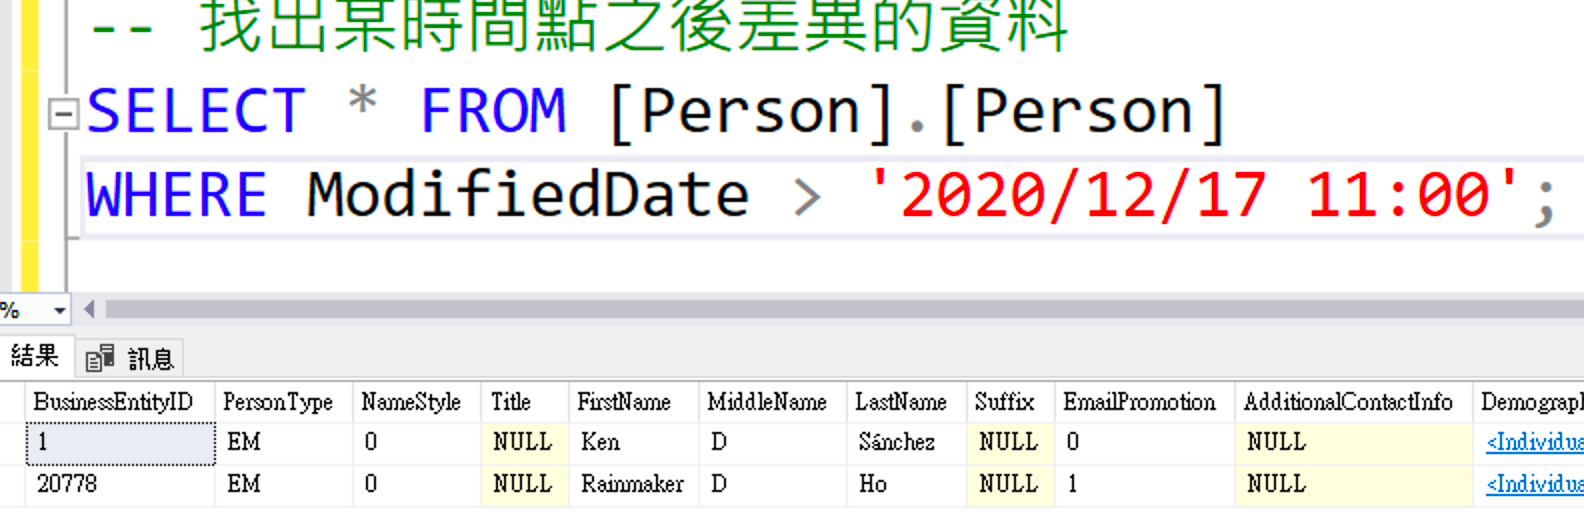 -- 找出某時間點之後差異的資料
SELECT * FROM [Person].[Person]
WHERE ModifiedDate > '2020/12/17 11:00';
%
結果 訊息
BusinessEntityID PersonType NameStyle Title FirstName MiddleName LastName Suffix EmailPromotion AdditionalContactInfo Demograp
1 EM 0 NULL Ken D Sánchez NULL 0 NULL <Individua
20778 EM 0 NULL Rainmaker D Ho NULL 1 NULL <Individua